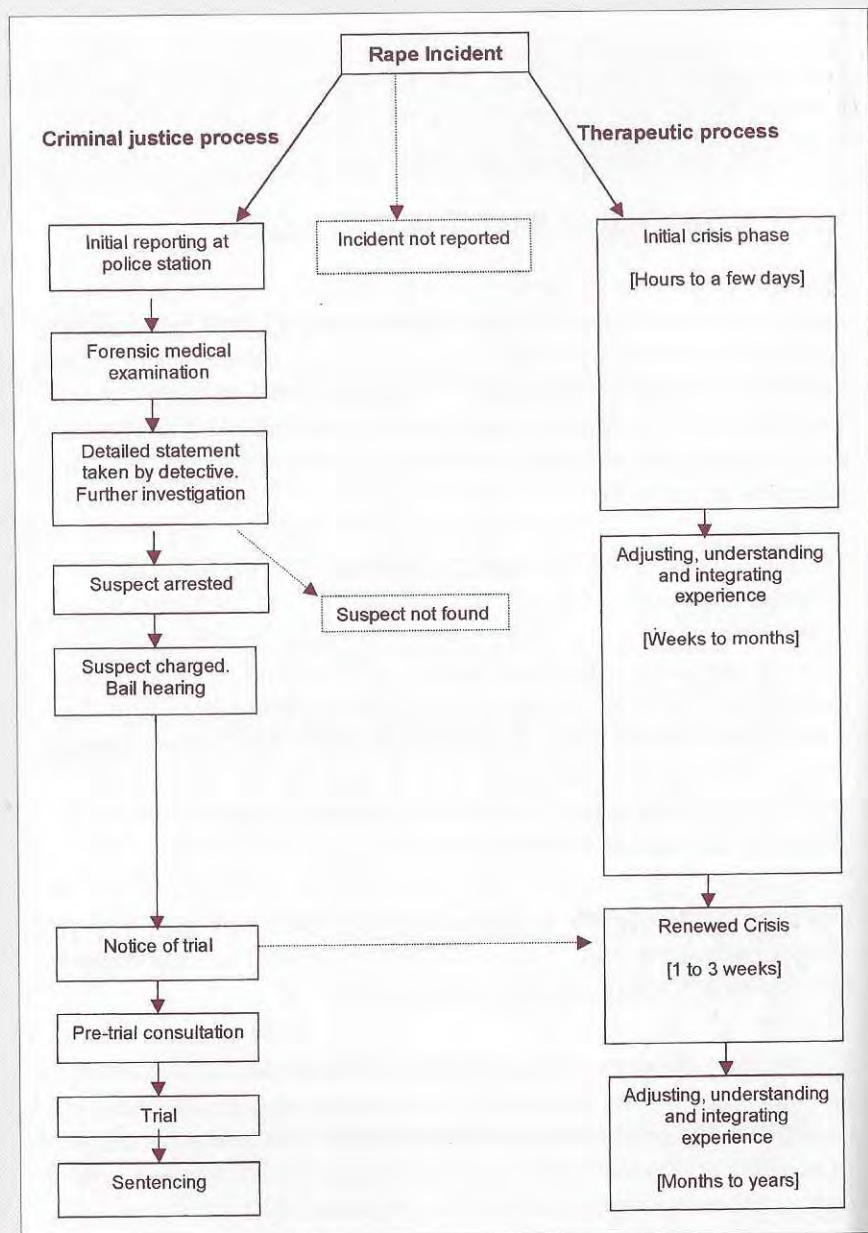 Rape Incident
Criminal justice process
Therapeutic process
Initial reporting at
police station
Incident not reported
Initial crisis phase
[Hours to a few days]
Forensic medical
examination
Detailed statement
taken by detective.
Further investigation
Adjusting, understanding
and integrating
experience
[Weeks to months]
Suspect arrested
Suspect not found
Suspect charged.
Bail hearing
Notice of trial
Renewed Crisis
[1 to 3 weeks]
Pre-trial consultation
Trial
Adjusting, understanding
and integrating
experience
[Months to years]
Sentencing